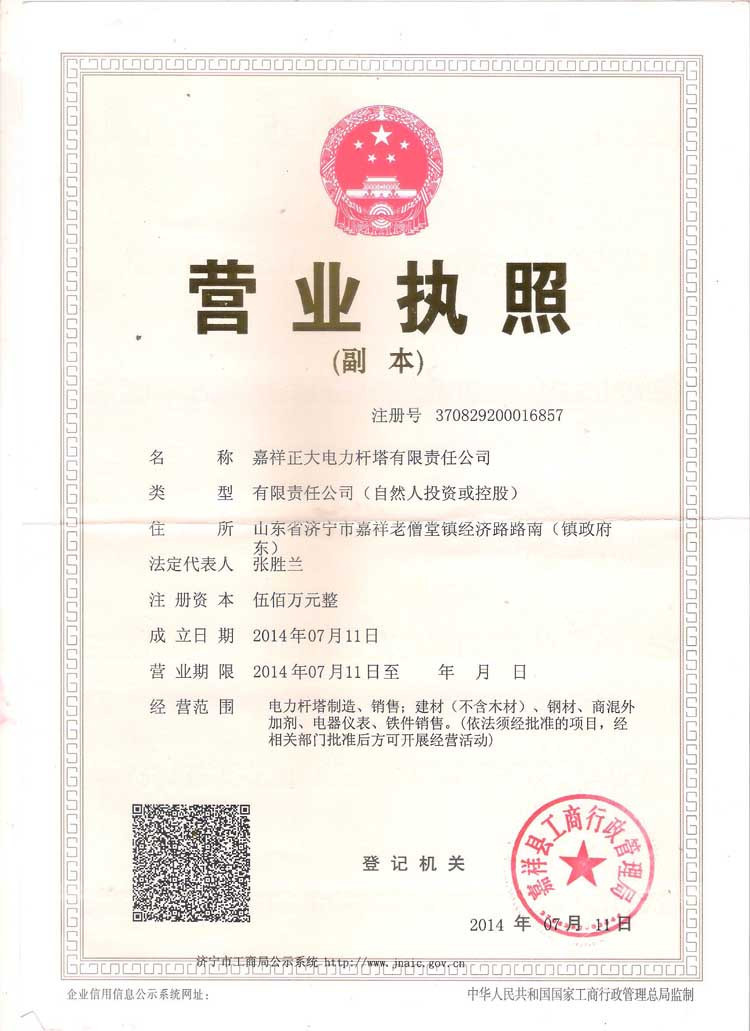 营业执照
(副 本)
注册号 370829200016857
名 称 嘉祥正大电力杆塔有限责任公司
类 型 有限责任公司（自然人投资或控股）
住 所 山东省济宁市嘉祥老僧堂镇经济路路南（镇政府
东）
法定代表人 张胜兰
注册资本 伍佰万元整
成立日期 2014年07月11日
营业期限 2014年07月11日至 年 月 日
经营范围 电力杆塔制造、销售；建材（不含木材）、钢材、商混外
加剂、电器仪表、铁件销售。(依法须经批准的项目，经
相关部门批准后方可开展经营活动)
嘉祥县工商行政管理局
登记机关
2014 年 07月 11日
济宁市工商局公示系统 http://www.jnaic.gov.cn
企业信用信息公示系统网址：
中华人民共和国国家工商行政管理总局监制